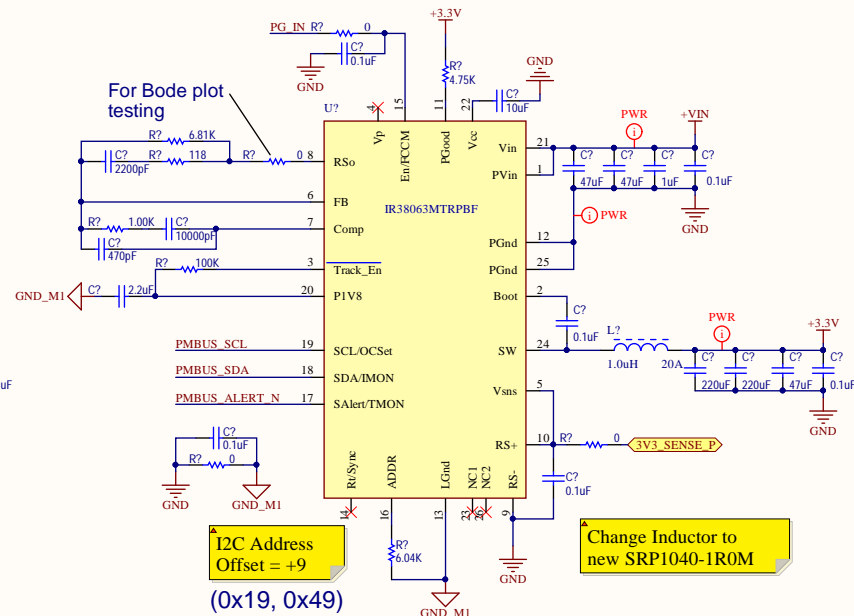 +3.3V
PG_IN R? 0
C?
0.1uF
GND
R?
4.75K
GND
C?
10uF
For Bode plot
testing
U?
4
15
11
22
Vp
En/FCCM
PGood
Vcc
R? 6.81K
C? R? 118
2200pF
R? 0 8 RSo
6 FB
R? 1.00K C?
10000pF
7 Comp
C?
470pF
R? 100K 3 Track_En
GND_M1 C? 2.2uF 20 P1V8
IR38063MTRPBF
Vin 21
PVin 1
PWR
i
+VIN
C? C? C? C?
47uF 47uF 1uF 0.1uF
GND
i PWR
PGnd 12
PGnd 25
Boot 2
C?
0.1uF
SW 24
L?
1.0uH 20A
PWR
i
+3.3V
C? C? C? C?
220uF 220uF 47uF 0.1uF
GND
PMBUS_SCL 19 SCL/OCSet
PMBUS_SDA 18 SDA/IMON
PMBUS_ALERT_N 17 SAlert/TMON
uF
Vsns 5
RS+ 10 R? 0 3V3_SENSE_P
C?
0.1uF
C?
0.1uF
R? 0
GND GND_M1
Rt/Sync
ADDR
LGnd
NC1
NC2
RS-
14
16
13
23
26
9
R?
6.04K
GND_M1
GND
I2C Address
Offset = +9
(0x19, 0x49)
Change Inductor to
new SRP1040-1R0M